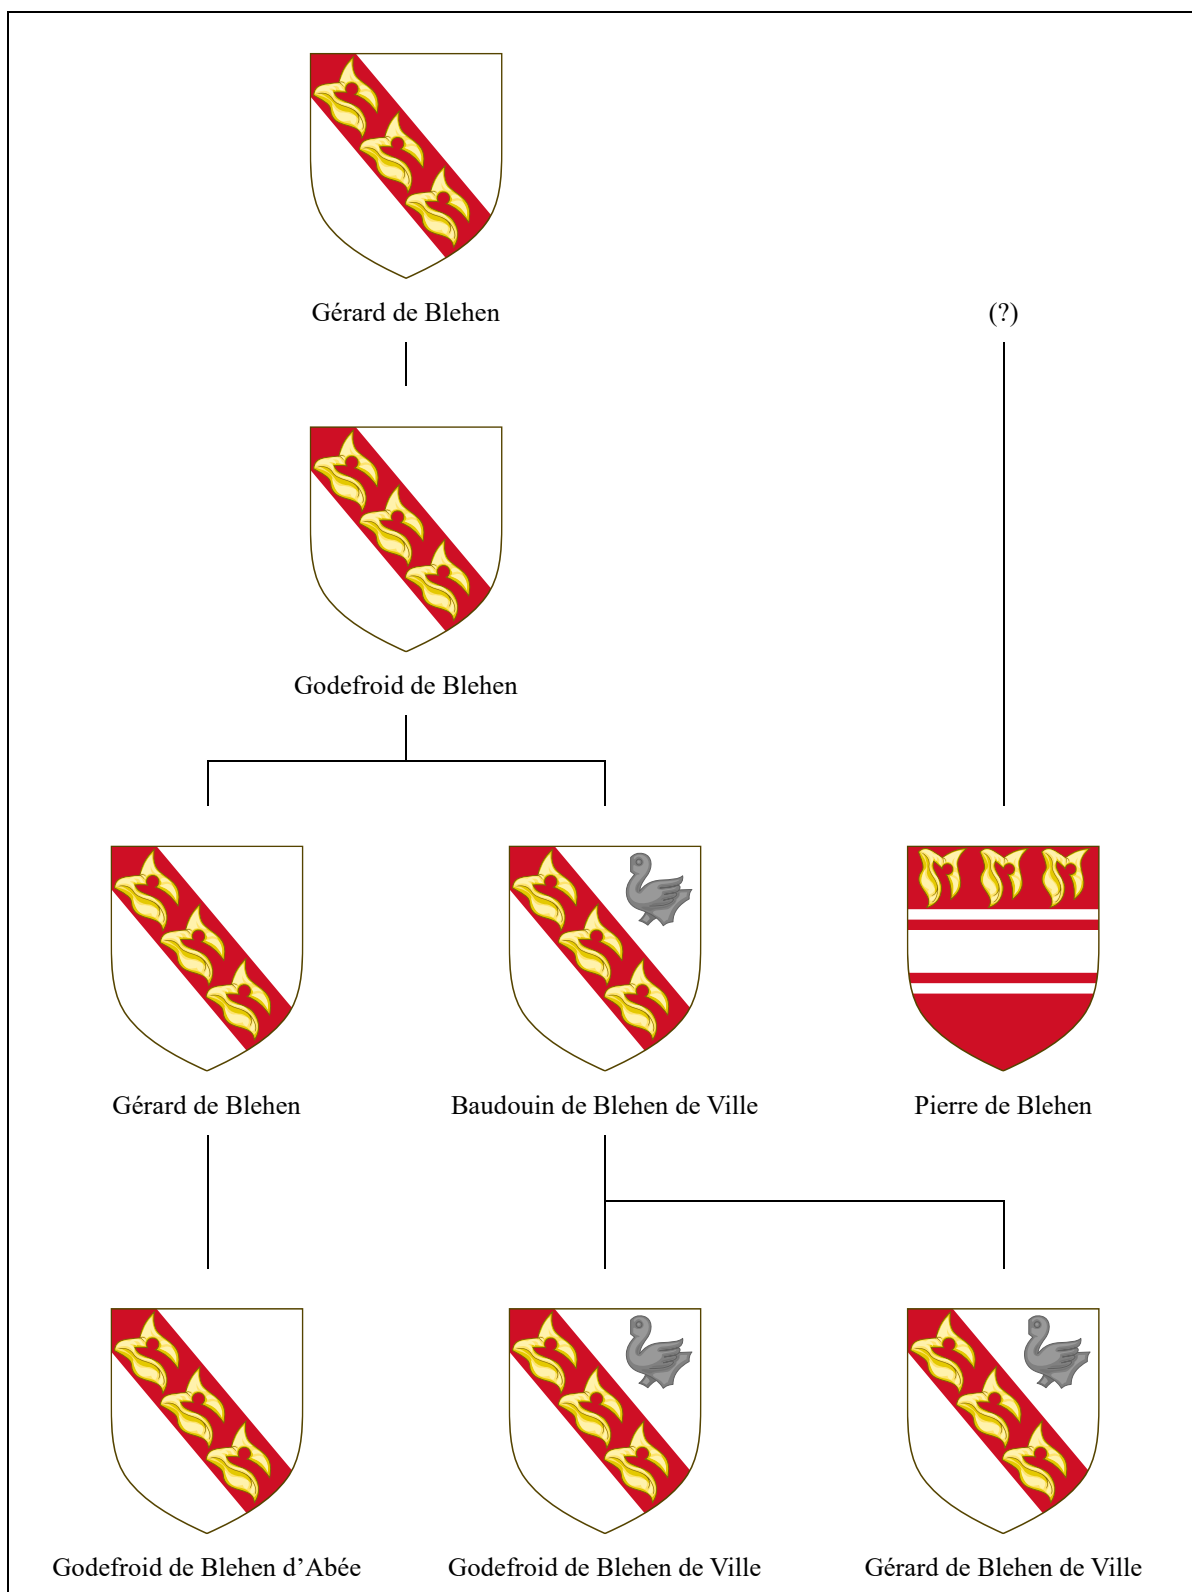 Gérard de Blehen
(?)
Godefroid de Blehen
Gérard de Blehen
Baudouin de Blehen de Ville
Pierre de Blehen
Godefroid de Blehen d’Abée
Godefroid de Blehen de Ville
Gérard de Blehen de Ville